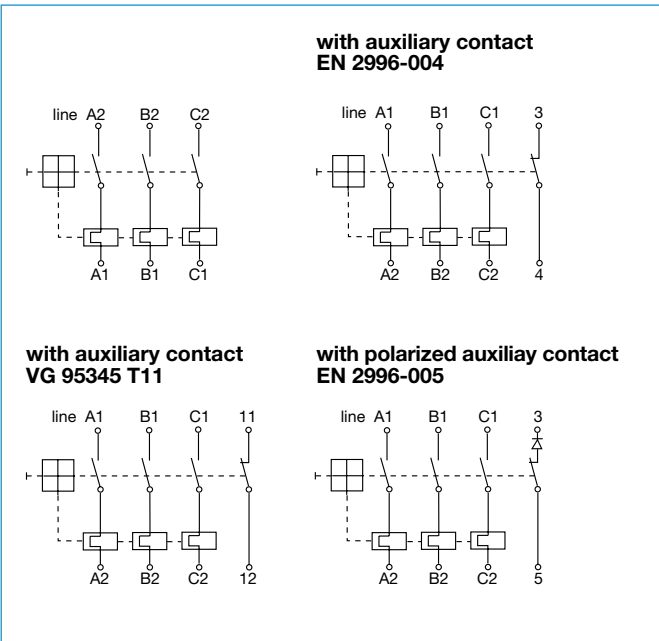 with auxiliary contact
EN 2996-004
line A2 B2 C2
A1 B1 C1
line A1 B1 C1 3
A2 B2 C2 4
with auxiliary contact
VG 95345 T11
line A1 B1 C1 11
A2 B2 C2 12
with polarized auxiliay contact
EN 2996-005
line A1 B1 C1 3
A2 B2 C2 5